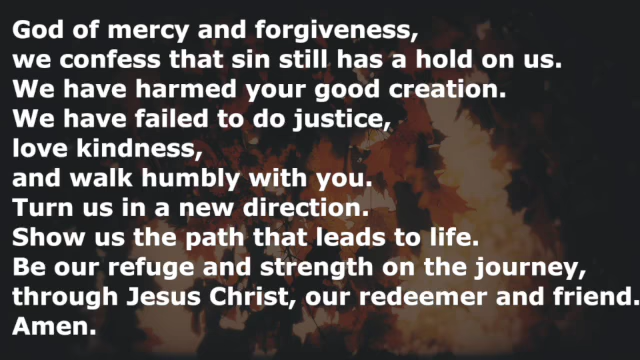 God of mercy and forgiveness,
we confess that sin still has a hold on us.
We have harmed your good creation.
We have failed to do justice,
love kindness,
and walk humbly with you.
Turn us in a new direction.
Show us the path that leads to life.
Be our refuge and strength on the journey,
through Jesus Christ, our redeemer and friend.
Amen.